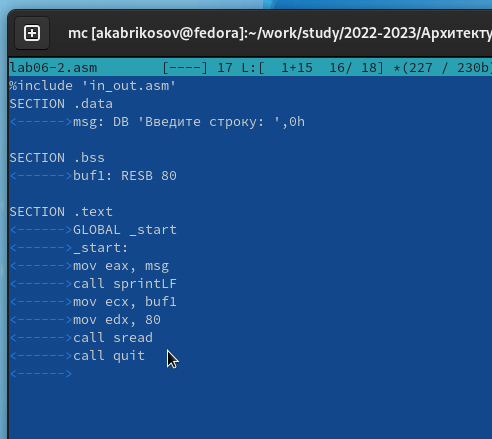 mc [akabrikosov@fedora]:~/work/study/2022-2023/Архитекту
lab06-2.asm [----] 17 L:[ 1+15 16/ 18] *(227 / 230b)
%include 'in_out.asm'
SECTION .data
<------>msg: DB 'Введите строку: ',0h
SECTION .bss
<------>buf1: RESB 80
SECTION .text
<------>GLOBAL _start
<------>_start:
<------>mov eax, msg
<------>call sprintLF
<------>mov ecx, buf1
<------>mov edx, 80
<------>call sread
<------>call quit
<------>